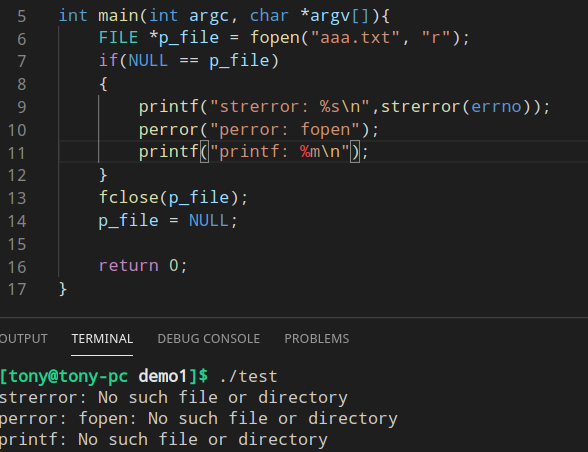 5 int main(int argc, char *argv[]){
6 FILE *p_file = fopen("aaa.txt", "r");
7 if(NULL == p_file)
8 {
9 printf("strerror: %s\n",strerror(errno));
10 perror("perror: fopen");
11 printf("printf: %m\n");
12 }
13 fclose(p_file);
14 p_file = NULL;
15
16 return 0;
17 }
OUTPUT TERMINAL DEBUG CONSOLE PROBLEMS
[tony@tony-pc demo1]$ ./test
strerror: No such file or directory
perror: fopen: No such file or directory
printf: No such file or directory